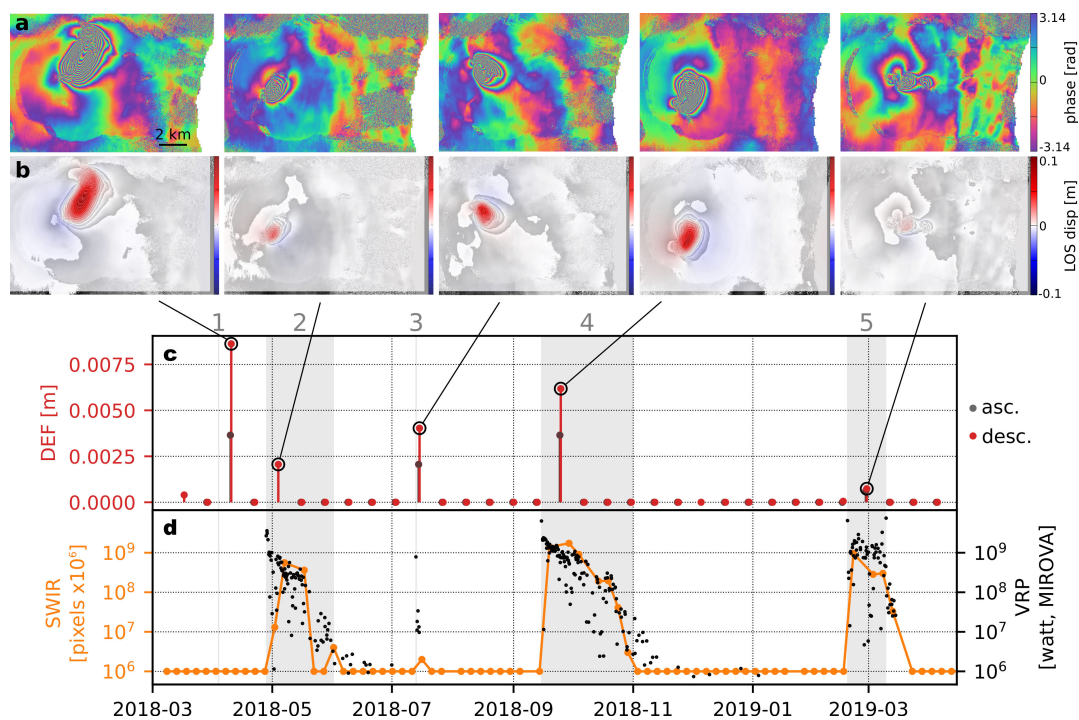 a
2 km
3.14
0
-3.14
phase [rad]
b
0.1
0
-0.1
LOS disp [m]
1 2 3 4 5
c
0.0075
0.0050
0.0025
0.0000
DEF [m]
asc.
desc.
d
10⁹
10⁸
10⁷
10⁶
SWIR
[pixels x10⁶]
10⁹
10⁸
10⁷
10⁶
VRP
[watt, MIROVA]
2018-03 2018-05 2018-07 2018-09 2018-11 2019-01 2019-03